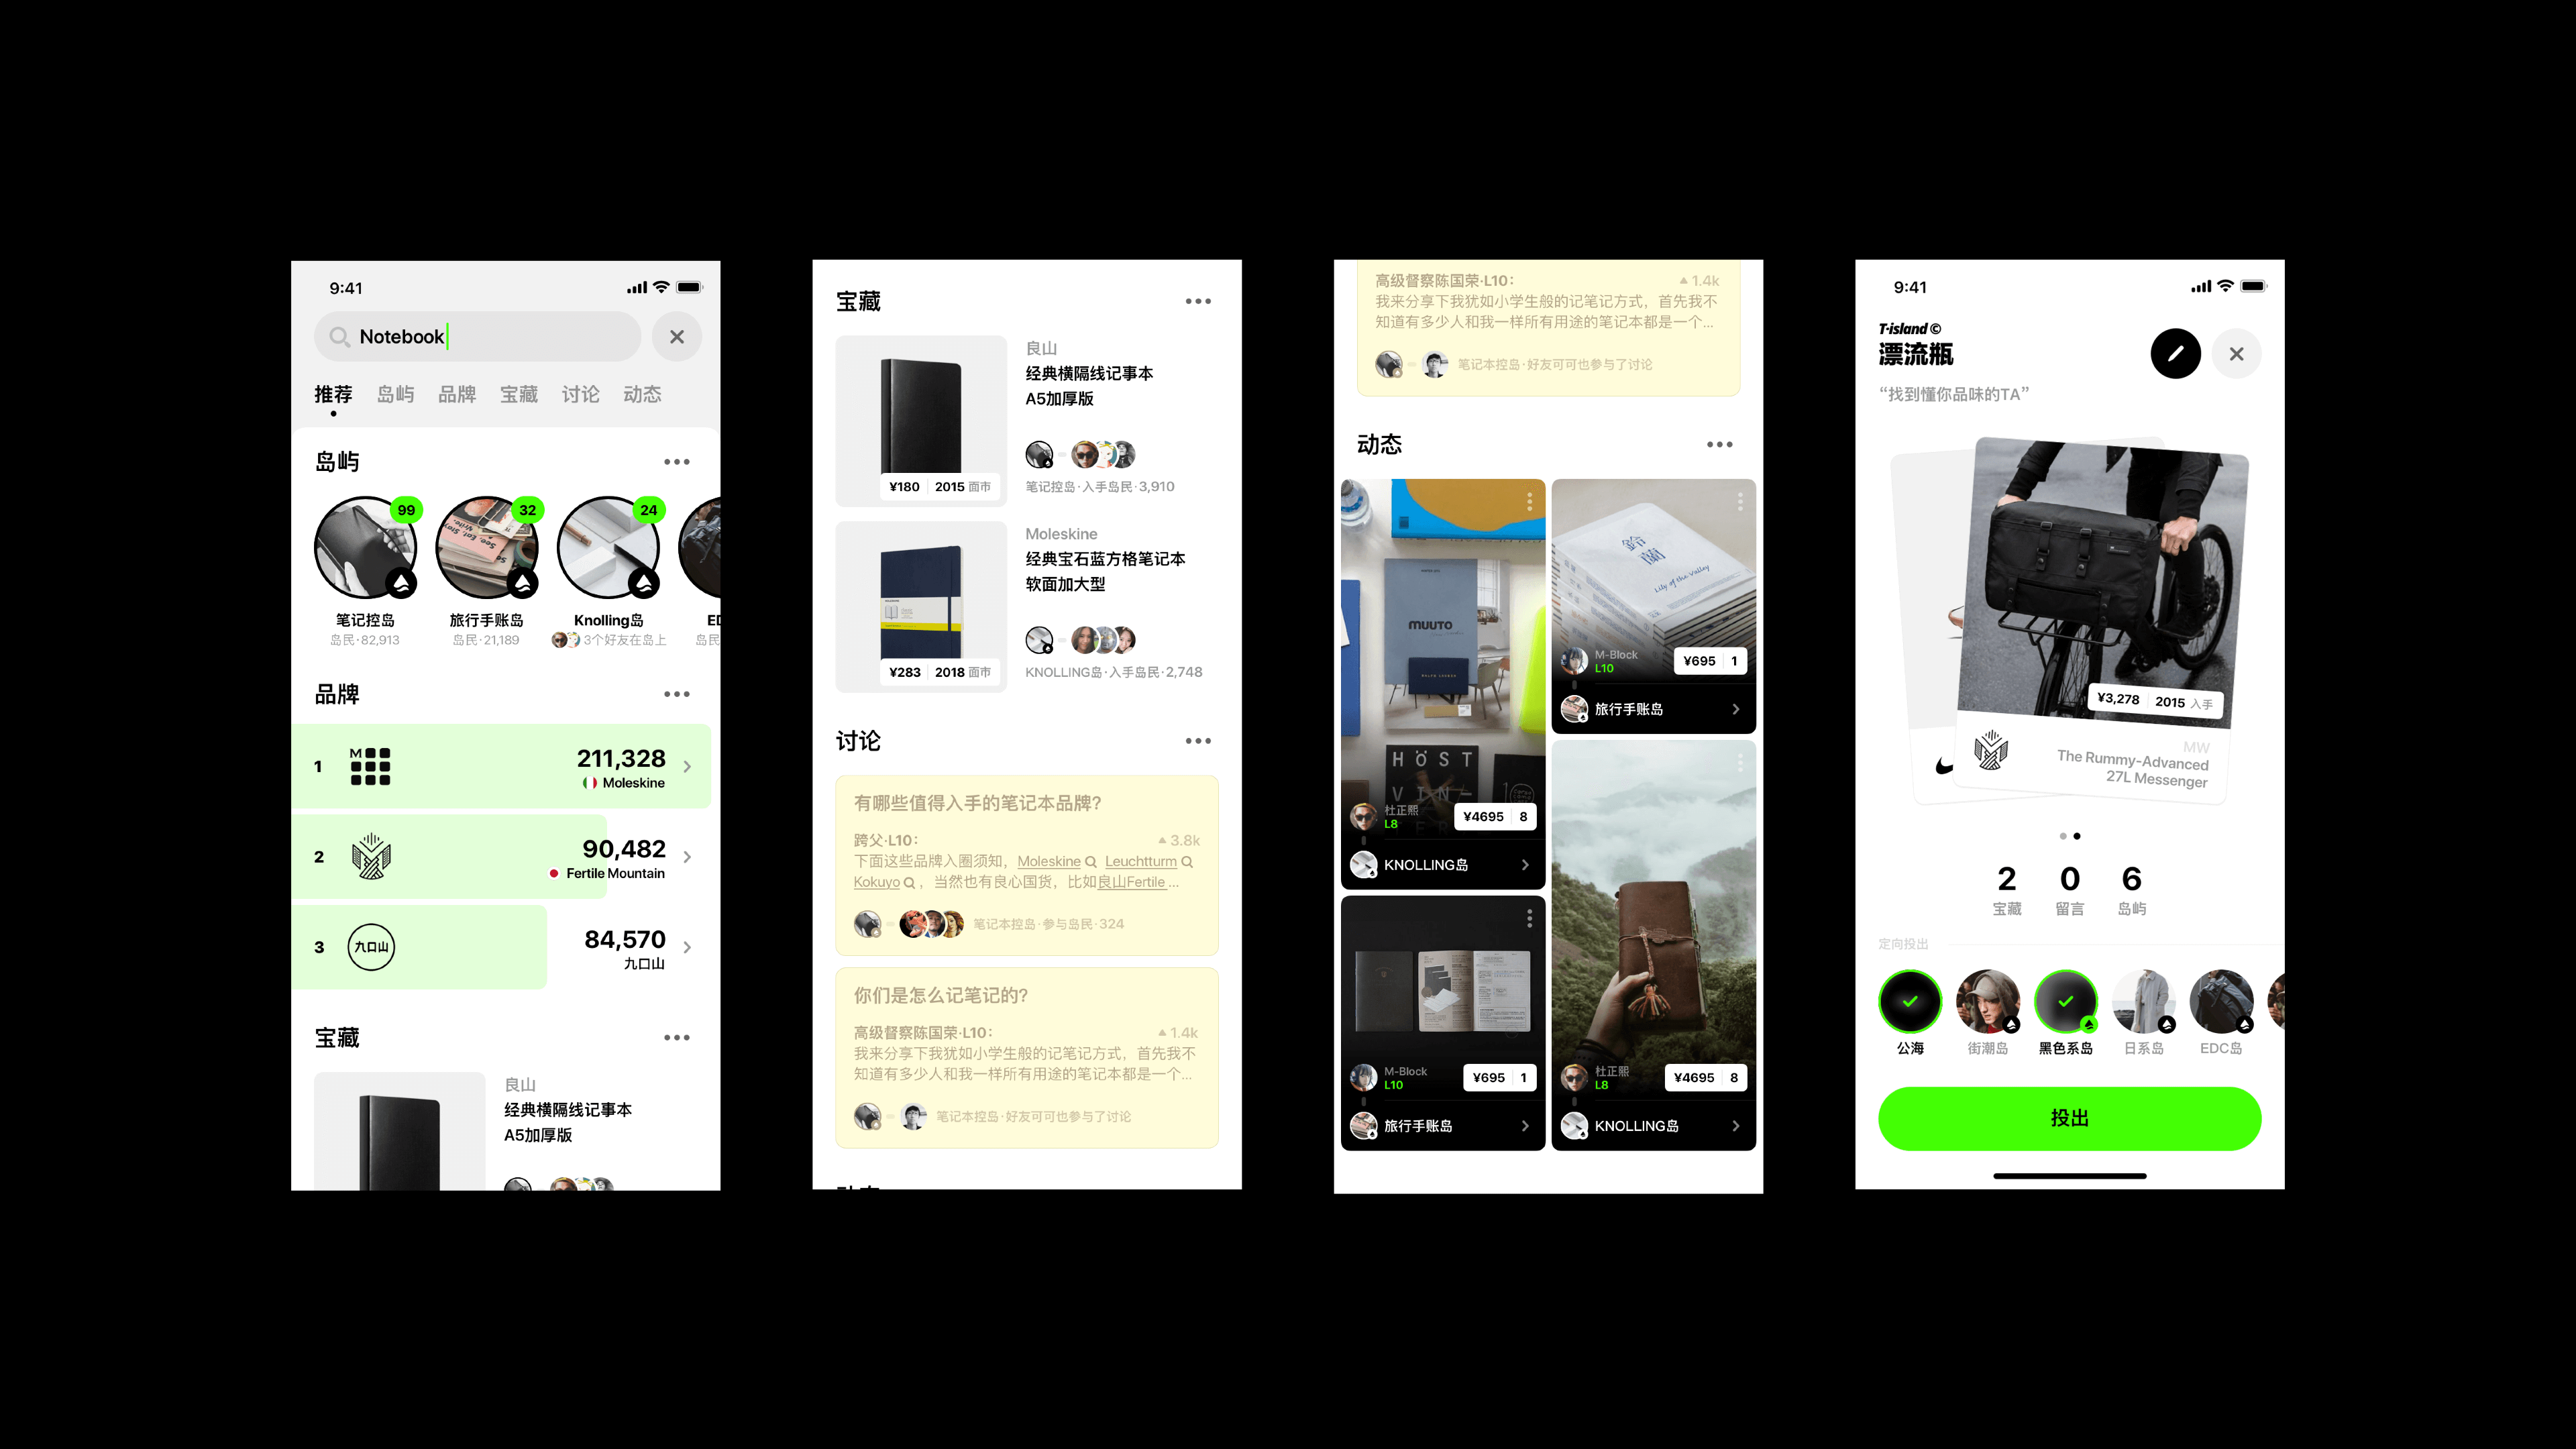 9:41
Notebook
推荐 岛屿 品牌 宝藏 讨论 动态
岛屿
99
32
24
笔记控岛
岛民·82,913
旅行手账岛
岛民·21,189
Knolling岛
3个好友在岛上
岛民
品牌
1
M
211,328
Moleskine
2
90,482
Fertile Mountain
3
九口山
84,570
九口山
宝藏
良山
经典横隔线记事本
A5加厚版
宝藏
良山
经典横隔线记事本
A5加厚版
¥180 2015 面市
笔记控岛·入手岛民·3,910
Moleskine
经典宝石蓝方格笔记本
软面加大型
¥283 2018 面市
KNOLLING岛·入手岛民·2,748
讨论
有哪些值得入手的笔记本品牌?
跨父·L10:
3.8k
下面这些品牌入圈须知，Moleskine Leuchtturm
Kokuyo ，当然也有良心国货，比如良山Fertile ...
笔记本控岛·参与岛民·324
你们是怎么记笔记的?
高级督察陈国荣·L10:
1.4k
我来分享下我犹如小学生般的记笔记方式，首先我不
知道有多少人和我一样所有用途的笔记本都是一个...
笔记本控岛·好友可可也参与了讨论
高级督察陈国荣·L10:
1.4k
我来分享下我犹如小学生般的记笔记方式，首先我不
知道有多少人和我一样所有用途的笔记本都是一个...
笔记本控岛·好友可可也参与了讨论
动态
MUUTO
HÖST
VIN
杜正熙
L8
¥4695 8
KNOLLING岛
鈴蘭
Lily of the Valley
M-Block
L10
¥695 1
旅行手账岛
M-Block
L10
¥695 1
旅行手账岛
杜正熙
L8
¥4695 8
KNOLLING岛
9:41
T·island ©
漂流瓶
“找到懂你品味的TA”
¥3,278 2015 入手
MW
The Rummy-Advanced
27L Messenger
2 0 6
宝藏 留言 岛屿
定向投出
公海 街潮岛 黑色系岛 日系岛 EDC岛
投出